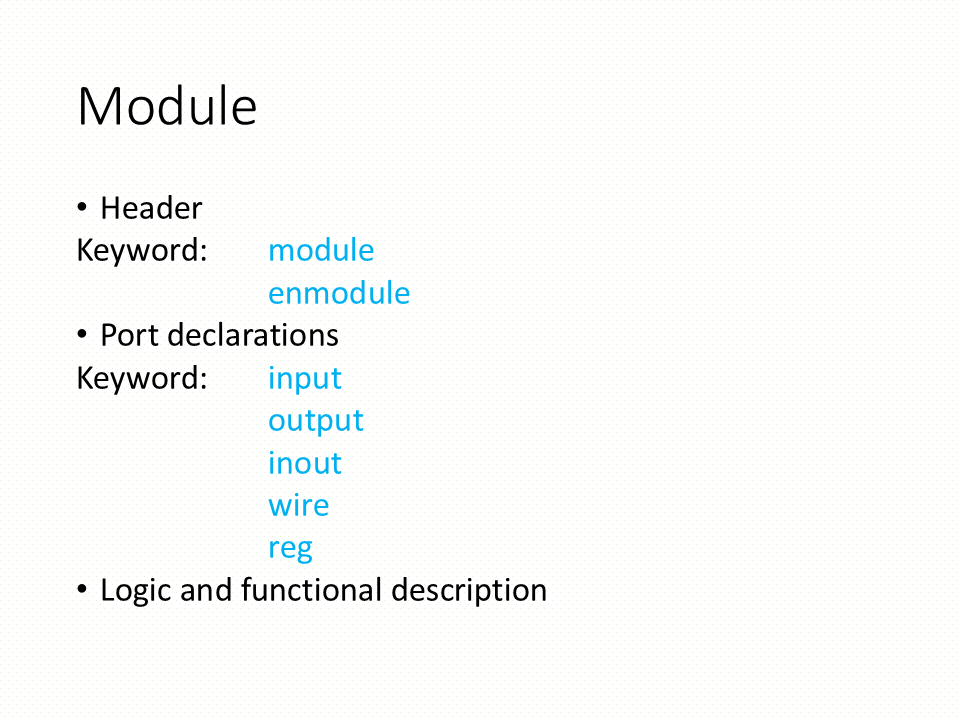 Module
• Header
Keyword: module
enmodule
• Port declarations
Keyword: input
output
inout
wire
reg
• Logic and functional description